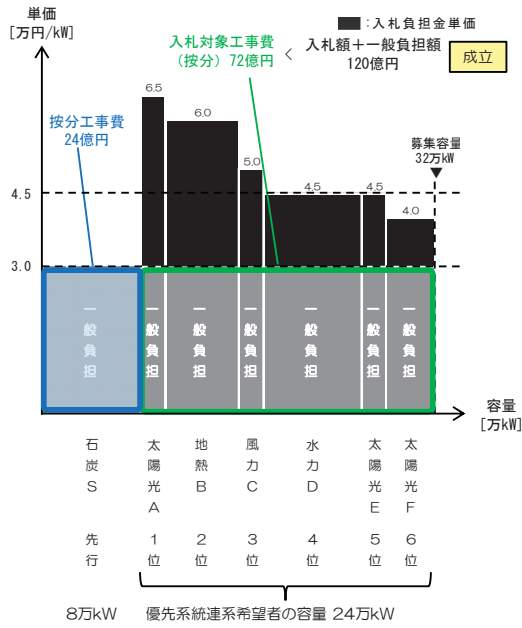 単価
[万円/kW]
■:入札負担金単価
入札対象工事費
（按分）72億円
<
入札額＋一般負担額
120億円
成立
按分工事費
24億円
6.5
6.0
5.0
4.5
4.5
4.0
募集容量
32万kW
▼
4.5
3.0
一般負担
一般負担
一般負担
一般負担
一般負担
一般負担
一般負担
容量
[万kW]
石炭S
太陽光A
地熱B
風力C
水力D
太陽光E
太陽光F
先行
1位
2位
3位
4位
5位
6位
8万kW
優先系統連系希望者の容量 24万kW